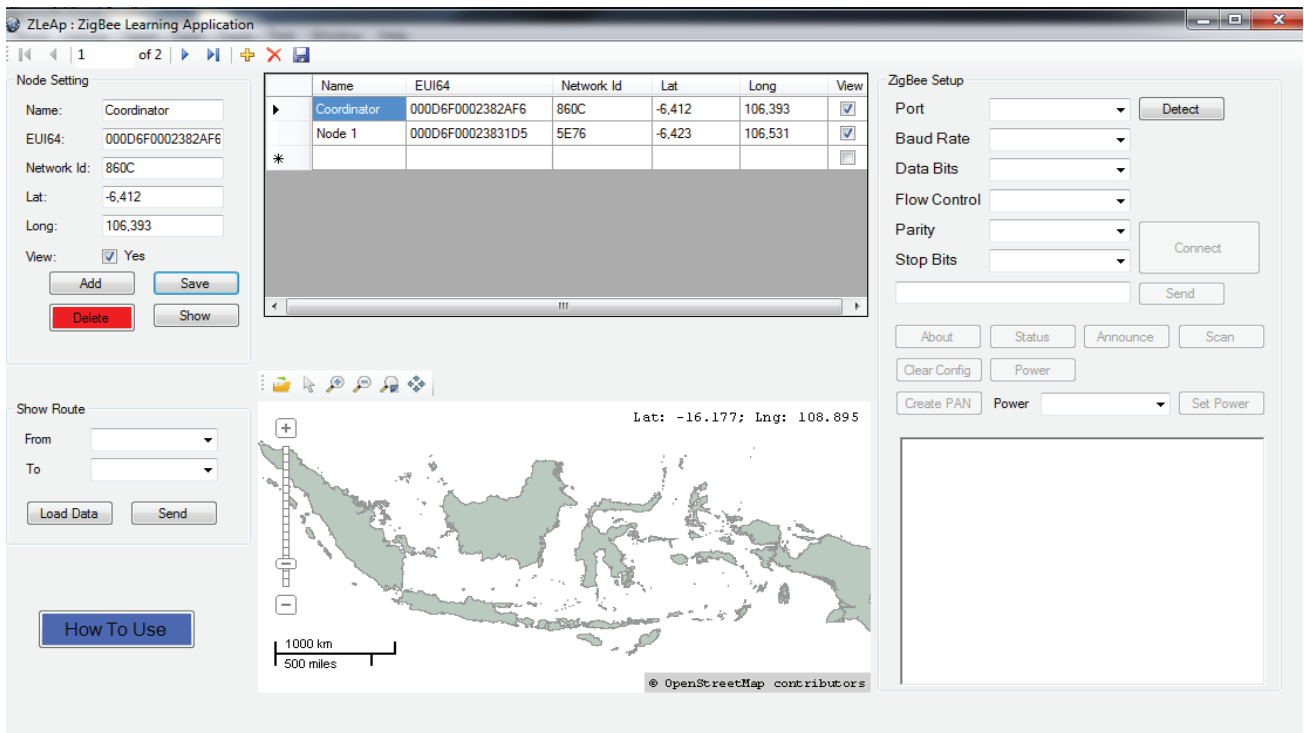 ZLeAp : ZigBee Learning Application
1 of 2
Node Setting
Name: Coordinator
EUI64: 000D6F0002382AF6
Network Id: 860C
Lat: -6,412
Long: 106,393
View: Yes
Add Save
Delete Show
Name EUI64 Network Id Lat Long View
Coordinator 000D6F0002382AF6 860C -6,412 106,393
Node 1 000D6F00023831D5 5E76 -6,423 106,531
Show Route
From
To
Load Data Send
How To Use
Lat: -16.177; Lng: 108.895
1000 km
500 miles
© OpenStreetMap contributors
ZigBee Setup
Port Detect
Baud Rate
Data Bits
Flow Control
Parity
Stop Bits
Connect
Send
About Status Announce Scan
Clear Config Power
Create PAN Power Set Power